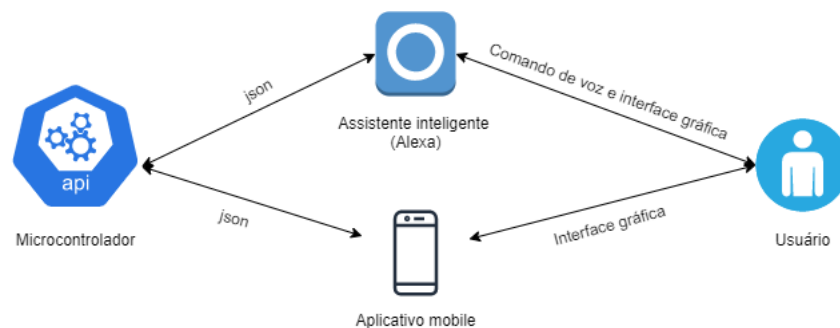 json
Comando de voz e interface gráfica
Assistente inteligente
(Alexa)
api
Microcontrolador
json
Interface gráfica
Usuário
Aplicativo mobile